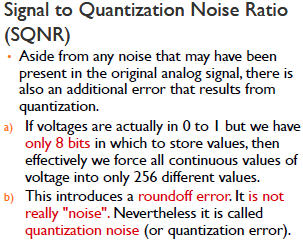 Signal to Quantization Noise Ratio
(SQNR)
• Aside from any noise that may have been
present in the original analog signal, there is
also an additional error that results from
quantization.
a) If voltages are actually in 0 to 1 but we have
only 8 bits in which to store values, then
effectively we force all continuous values of
voltage into only 256 different values.
b) This introduces a roundoff error. It is not
really "noise". Nevertheless it is called
quantization noise (or quantization error).